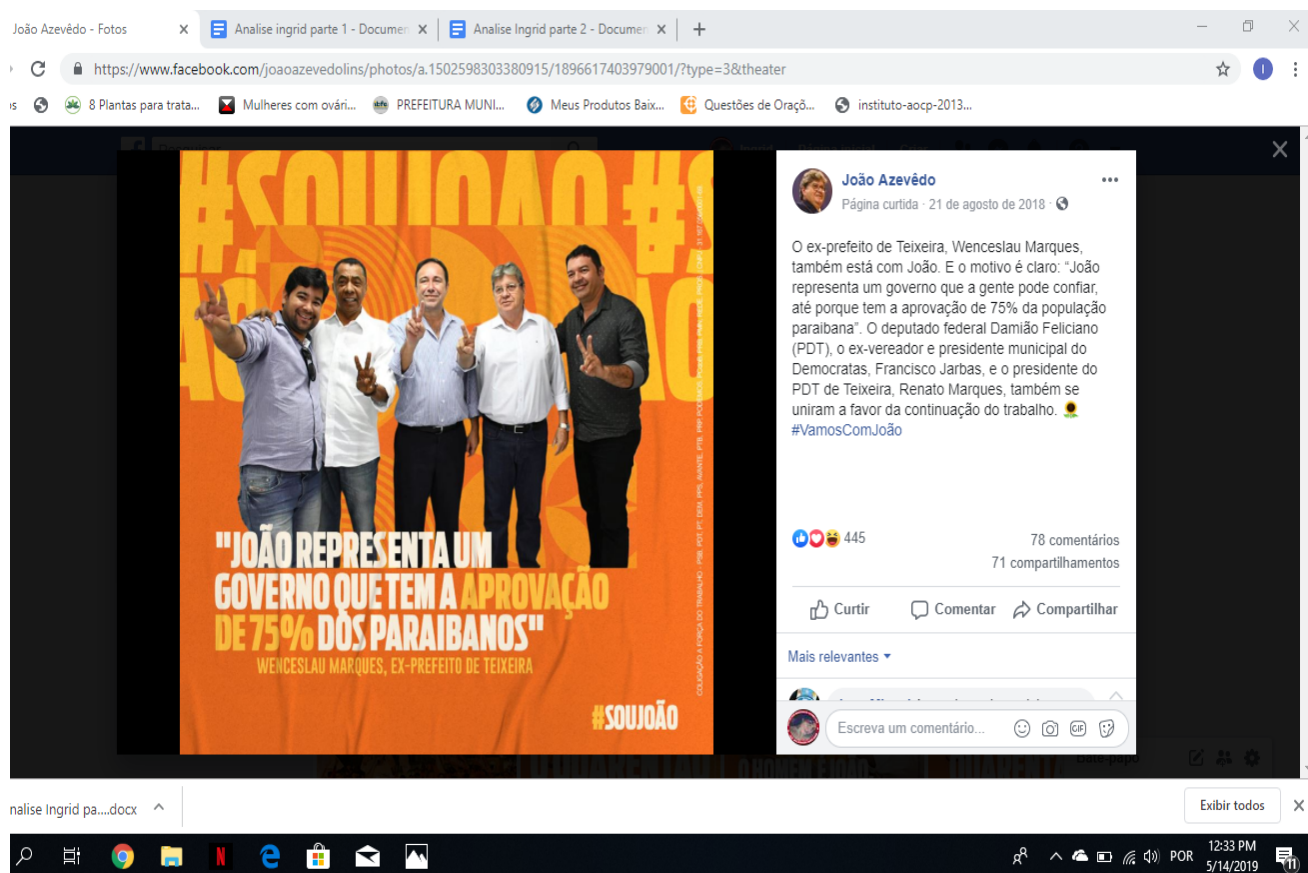 João Azevêdo - Fotos
Analise ingrid parte 1 - Documen
Analise Ingrid parte 2 - Documen
https://www.facebook.com/joaoazevedolins/photos/a.1502598303380915/1896617403979001/?type=3&theater
8 Plantas para trata...
Mulheres com ovári...
PREFEITURA MUNI...
Meus Produtos Baix...
Questões de Oraçõ...
instituto-aocp-2013...
#SOUJOÃO #S
"JOÃO REPRESENTA UM
GOVERNO QUE TEM A APROVAÇÃO
DE 75% DOS PARAIBANOS"
WENCESLAU MARQUES, EX-PREFEITO DE TEIXEIRA
#SOUJOÃO
João Azevêdo
Página curtida · 21 de agosto de 2018 ·
O ex-prefeito de Teixeira, Wenceslau Marques,
também está com João. E o motivo é claro: “João
representa um governo que a gente pode confiar,
até porque tem a aprovação de 75% da população
paraibana”. O deputado federal Damião Feliciano
(PDT), o ex-vereador e presidente municipal do
Democratas, Francisco Jarbas, e o presidente do
PDT de Teixeira, Renato Marques, também se
uniram a favor da continuação do trabalho. 🌻
#VamosComJoão
445
78 comentários
71 compartilhamentos
Curtir
Comentar
Compartilhar
Mais relevantes
Escreva um comentário...
GIF
Bate-papo
nalise Ingrid pa....docx
Exibir todos
POR
12:33 PM
5/14/2019
11